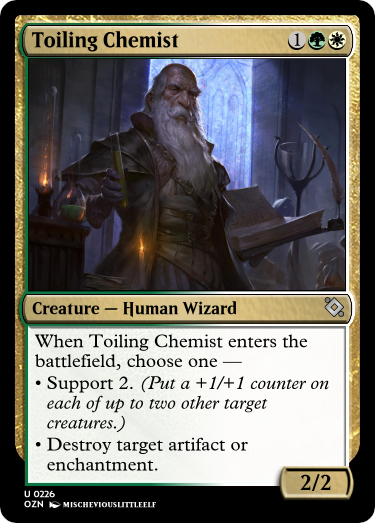 Toiling Chemist 1
Creature — Human Wizard
When Toiling Chemist enters the
battlefield, choose one —
• Support 2. (Put a +1/+1 counter on
each of up to two other target
creatures.)
• Destroy target artifact or
enchantment.
2/2
U 0226
OZN MISCHEVIOUSLITTLEELF